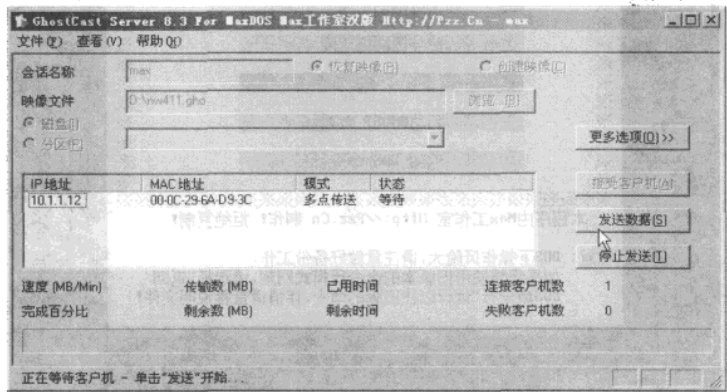 GhostCast Server 8.3 For MaxDOS Max工作室汉版 Http://Pxz.Cn - max
文件(F) 查看(V) 帮助(H)
会话名称 max 恢复映像(R) 创建映像(C)
映像文件 D:\nw411.gho 浏览(B)
磁盘(I)
分区(P)
更多选项(O)>>
IP地址 MAC地址 模式 状态
10.1.1.12 00-0C-29-6A-D9-3C 多点传送 等待
接受客户机(A)
发送数据(S)
停止发送(T)
速度 (MB/Min) 传输数 (MB) 已用时间 连接客户机数 1
完成百分比 剩余数 (MB) 剩余时间 失败客户机数 0
正在等待客户机 - 单击“发送”开始...